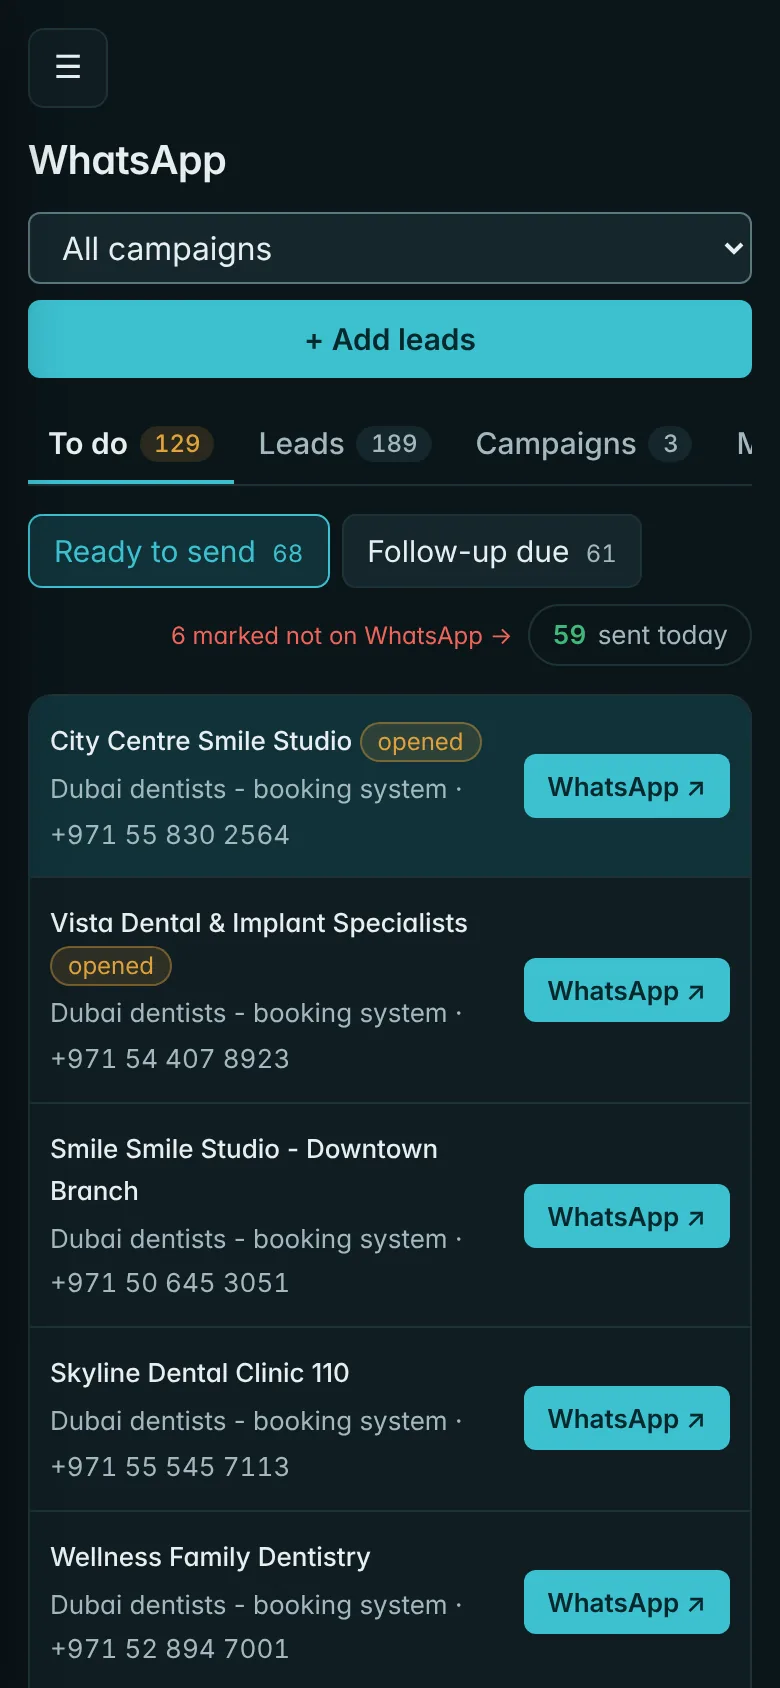 ☰
WhatsApp
All campaigns
+ Add leads
To do 129 Leads 189 Campaigns 3 M
Ready to send 68 Follow-up due 61
6 marked not on WhatsApp → 59 sent today
City Centre Smile Studio opened
Dubai dentists - booking system ·
+971 55 830 2564
WhatsApp ↗
Vista Dental & Implant Specialists
opened
Dubai dentists - booking system ·
+971 54 407 8923
WhatsApp ↗
Smile Smile Studio - Downtown
Branch
Dubai dentists - booking system ·
+971 50 645 3051
WhatsApp ↗
Skyline Dental Clinic 110
Dubai dentists - booking system ·
+971 55 545 7113
WhatsApp ↗
Wellness Family Dentistry
Dubai dentists - booking system ·
+971 52 894 7001
WhatsApp ↗